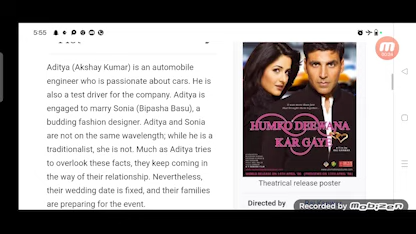 5:55
Aditya (Akshay Kumar) is an automobile
engineer who is passionate about cars. He is
also a test driver for the company. Aditya is
engaged to marry Sonia (Bipasha Basu), a
budding fashion designer. Aditya and Sonia
are not on the same wavelength; while he is a
traditionalist, she is not. Much as Aditya tries
to overlook these facts, they keep coming in
the way of their relationship. Nevertheless,
their wedding date is fixed, and their families
are preparing for the event.
HUMKO DEEWANA
KAR GAYE
Theatrical release poster
Directed by
Recorded by mobizen